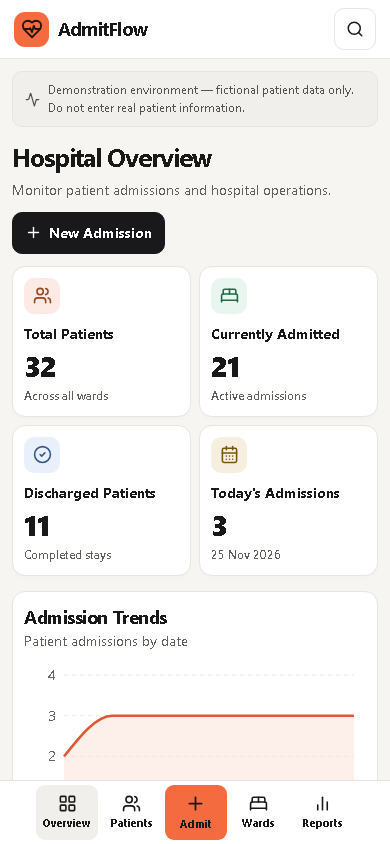 AdmitFlow
Demonstration environment — fictional patient data only.
Do not enter real patient information.
Hospital Overview
Monitor patient admissions and hospital operations.
New Admission
Total Patients
32
Across all wards
Currently Admitted
21
Active admissions
Discharged Patients
11
Completed stays
Today's Admissions
3
25 Nov 2026
Admission Trends
Patient admissions by date
4
3
2
Overview
Patients
Admit
Wards
Reports